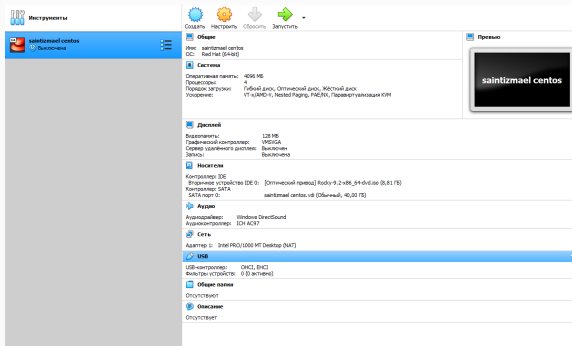 Инструменты
Создать Настроить Сбросить Запустить
saintizmael centos
Выключена
Общие
Имя: saintizmael centos
ОС: Red Hat (64-bit)
Превью
saintizmael centos
Система
Оперативная память: 4096 МБ
Процессоры: 4
Порядок загрузки: Гибкий диск, Оптический диск, Жёсткий диск
Ускорение: VT-x/AMD-V, Nested Paging, PAE/NX, Паравиртуализация KVM
Дисплей
Видеопамять: 128 МБ
Графический контроллер: VMSVGA
Сервер удалённого дисплея: Выключен
Запись: Выключена
Носители
Контроллер: IDE
Вторичное устройство IDE 0: [Оптический привод] Rocky-9.2-x86_64-dvd.iso (8,81 ГБ)
Контроллер: SATA
SATA порт 0: saintizmael centos.vdi (Обычный, 40,00 ГБ)
Аудио
Аудиодрайвер: Windows DirectSound
Аудиоконтроллер: ICH AC97
Сеть
Адаптер 1: Intel PRO/1000 MT Desktop (NAT)
USB
USB-контроллер: OHCI, EHCI
Фильтры устройств: 0 (0 активно)
Общие папки
Отсутствуют
Описание
Отсутствует